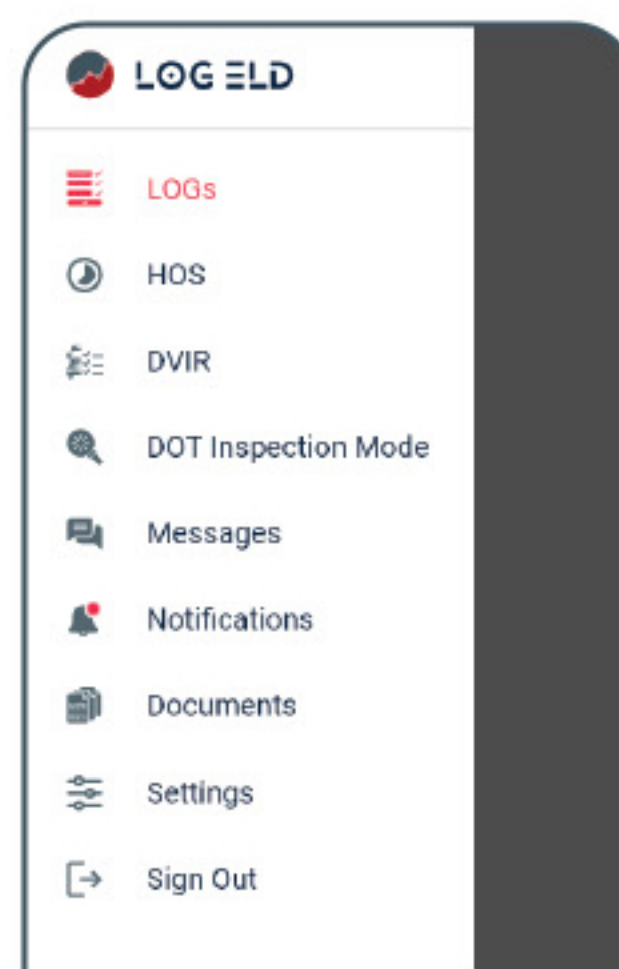 LOG ELD
LOGs
HOS
DVIR
DOT Inspection Mode
Messages
Notifications
Documents
Settings
Sign Out